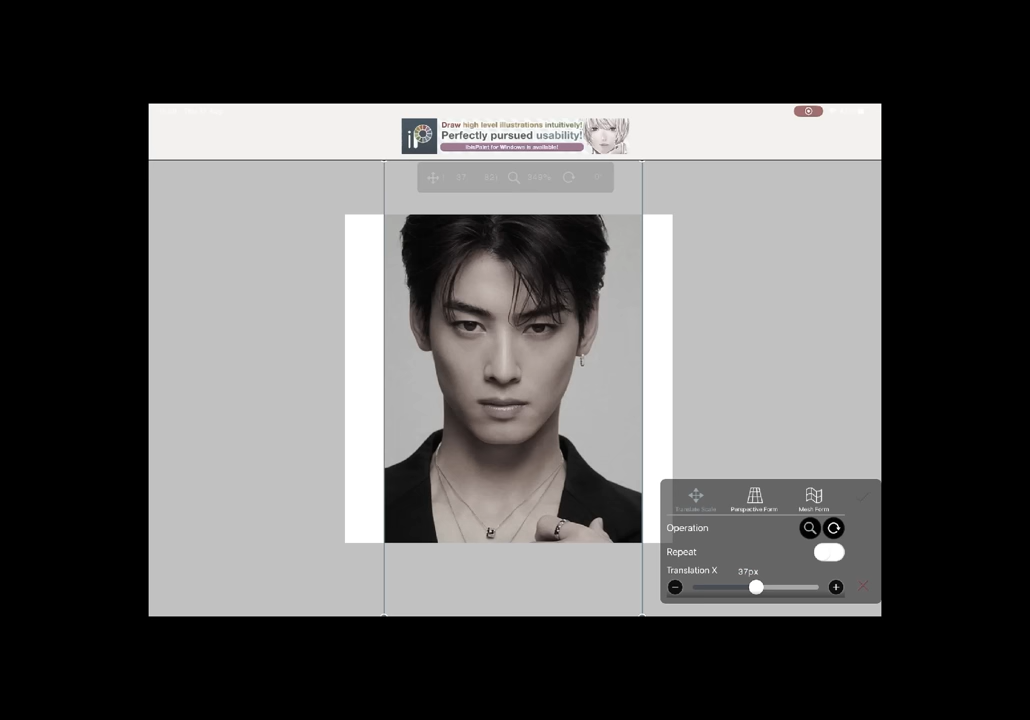 iP
Draw high level illustrations intuitively!
Perfectly pursued usability!
ibisPaint for Windows is available!
Translate Scale Perspective Form Mesh Form
Operation
Repeat
Translation X 37px